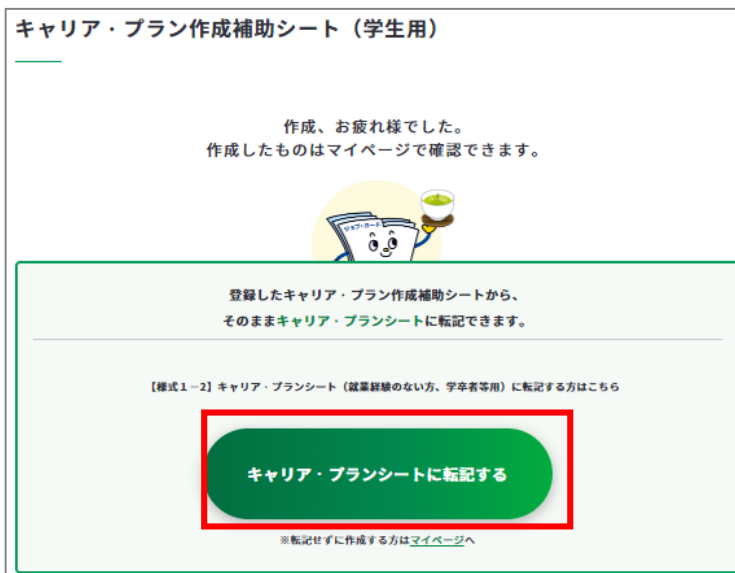 キャリア・プラン作成補助シート（学生用）
作成、お疲れ様でした。
作成したものはマイページで確認できます。
ジョブ・カード
登録したキャリア・プラン作成補助シートから、
そのままキャリア・プランシートに転記できます。
【様式１－２】キャリア・プランシート（就業経験のない方、学卒者等用）に転記する方はこちら
キャリア・プランシートに転記する
※転記せずに作成する方はマイページへ